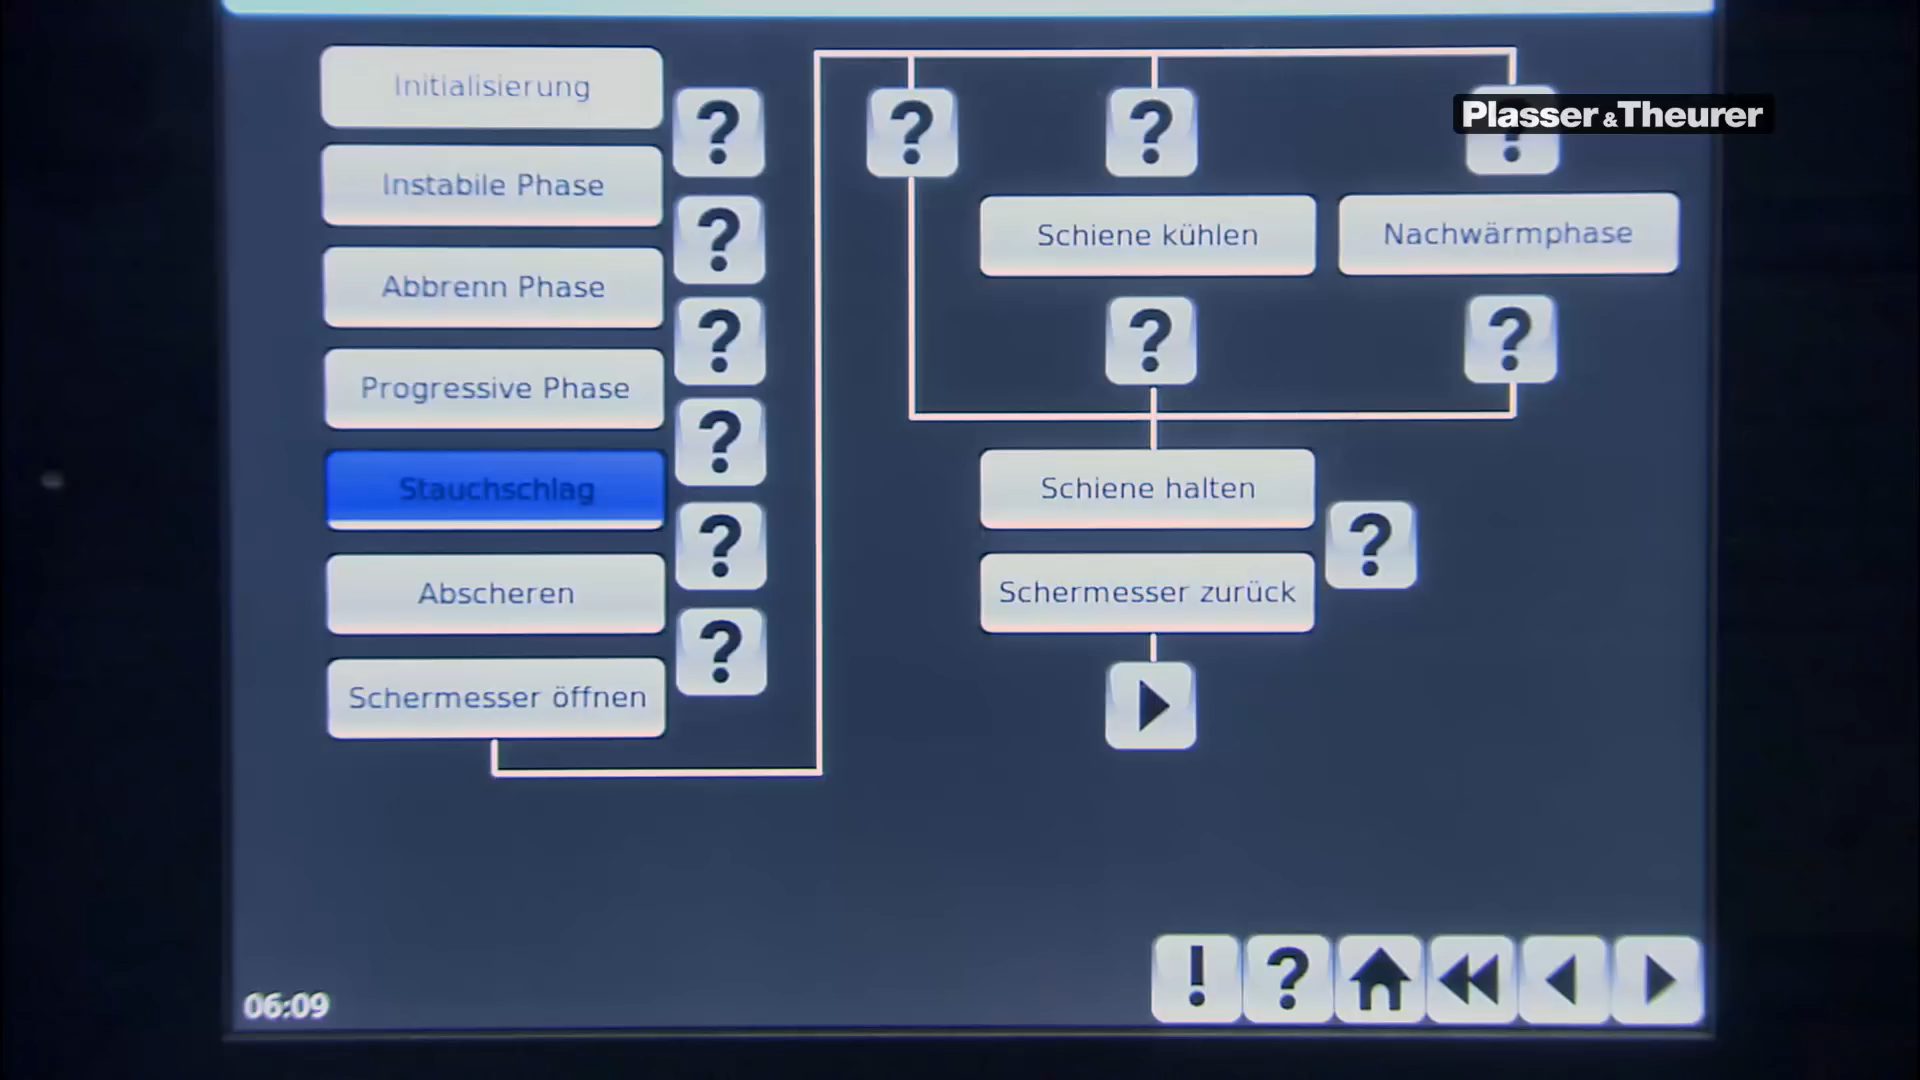 Initialisierung
Instabile Phase
Abbrenn Phase
Progressive Phase
Stauchschlag
Abscheren
Schermesser öffnen
?
?
?
?
?
?
?
?
?
Plasser & Theurer
Schiene kühlen
Nachwärmphase
?
?
Schiene halten
?
Schermesser zurück
06:09
!
?